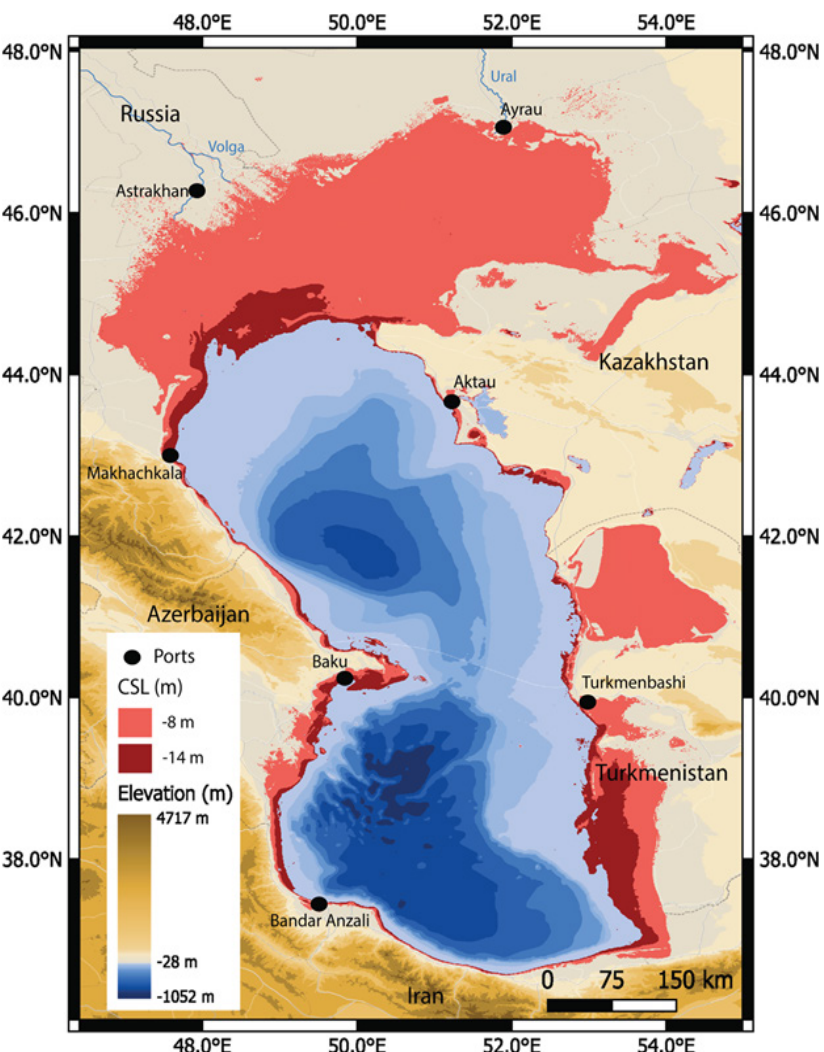 48.0°E 50.0°E 52.0°E 54.0°E
48.0°N 48.0°N
Ural
Russia
Ayrau
Volga
Astrakhan
46.0°N 46.0°N
Kazakhstan
44.0°N 44.0°N
Aktau
Makhachkala
42.0°N 42.0°N
Azerbaijan
Ports
Baku
CSL (m)
Turkmenbashi
40.0°N 40.0°N
-8 m
-14 m
Turkmenistan
Elevation (m)
4717 m
38.0°N 38.0°N
Bandar Anzali
-28 m
-1052 m
Iran
0 75 150 km
48.0°E 50.0°E 52.0°E 54.0°E